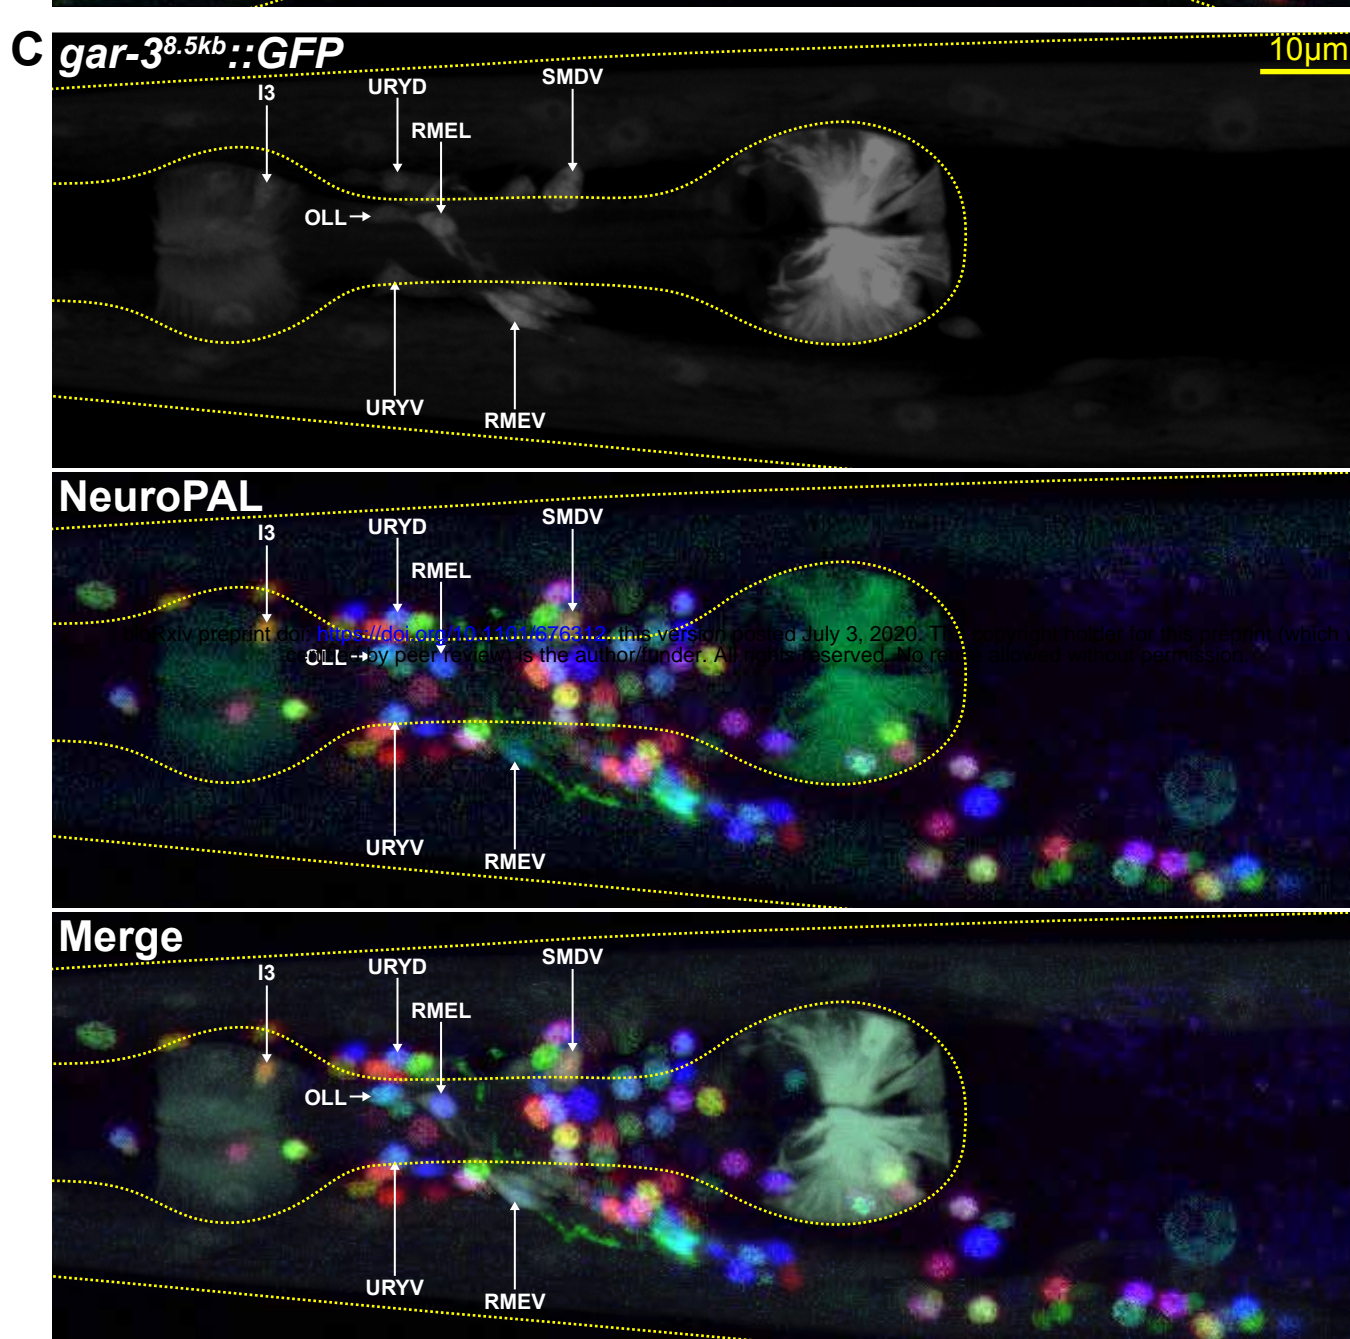 C gar-38.5kb::GFP
10µm
I3
URYD
SMDV
RMEL
OLL
URYV
RMEV
NeuroPAL
I3
URYD
SMDV
RMEL
preprint doi: https://doi.org/10.1101/676312; this version posted July 3, 2020. The copyright holder for this preprint (which
OLL
by peer review) is the author/funder. All rights reserved. No reuse allowed without permission.
URYV
RMEV
Merge
I3
URYD
SMDV
RMEL
OLL
URYV
RMEV